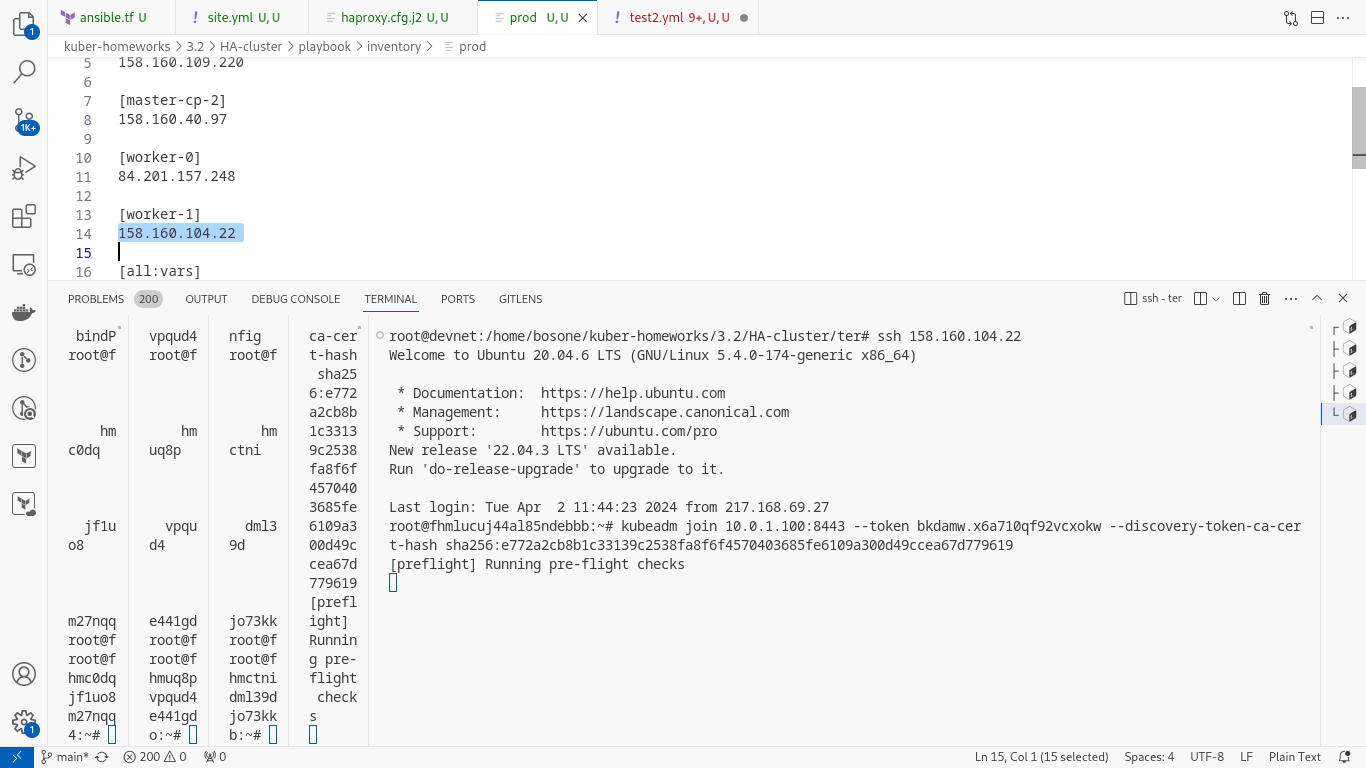 1
ansible.tf U
site.yml U, U
haproxy.cfg.j2 U, U
prod U, U
test2.yml 9+, U, U
kuber-homeworks > 3.2 > HA-cluster > playbook > inventory > prod
5 158.160.109.220
6
7 [master-cp-2]
8 158.160.40.97
9
10 [worker-0]
11 84.201.157.248
12
13 [worker-1]
14 158.160.104.22
15
16 [all:vars]
1K+
PROBLEMS 200 OUTPUT DEBUG CONSOLE TERMINAL PORTS GITLENS
ssh - ter
bindP
root@f
hm
c0dq
jf1u
o8
m27nqq
root@f
root@f
hmc0dq
jf1uo8
m27nqq
4:~#
vpqud4
root@f
hm
uq8p
vpqu
d4
e441gd
root@f
root@f
hmuq8p
vpqud4
e441gd
o:~#
nfig
root@f
hm
ctni
dml3
9d
jo73kk
root@f
root@f
hmctni
dml39d
jo73kk
b:~#
ca-cer
t-hash
sha25
6:e772
a2cb8b
1c3313
9c2538
fa8f6f
457040
3685fe
6109a3
00d49c
cea67d
779619
[prefl
ight]
Runnin
g pre-
flight
check
s
root@devnet:/home/bosone/kuber-homeworks/3.2/HA-cluster/ter# ssh 158.160.104.22
Welcome to Ubuntu 20.04.6 LTS (GNU/Linux 5.4.0-174-generic x86_64)
* Documentation: https://help.ubuntu.com
* Management: https://landscape.canonical.com
* Support: https://ubuntu.com/pro
New release '22.04.3 LTS' available.
Run 'do-release-upgrade' to upgrade to it.
Last login: Tue Apr  2 11:44:23 2024 from 217.168.69.27
root@fhmlucuj44al85ndebbb:~# kubeadm join 10.0.1.100:8443 --token bkdamw.x6a710qf92vcxokw --discovery-token-ca-cer
t-hash sha256:e772a2cb8b1c33139c2538fa8f6f4570403685fe6109a300d49ccea67d779619
[preflight] Running pre-flight checks
1
main* 200 0 0 Ln 15, Col 1 (15 selected) Spaces: 4 UTF-8 LF Plain Text